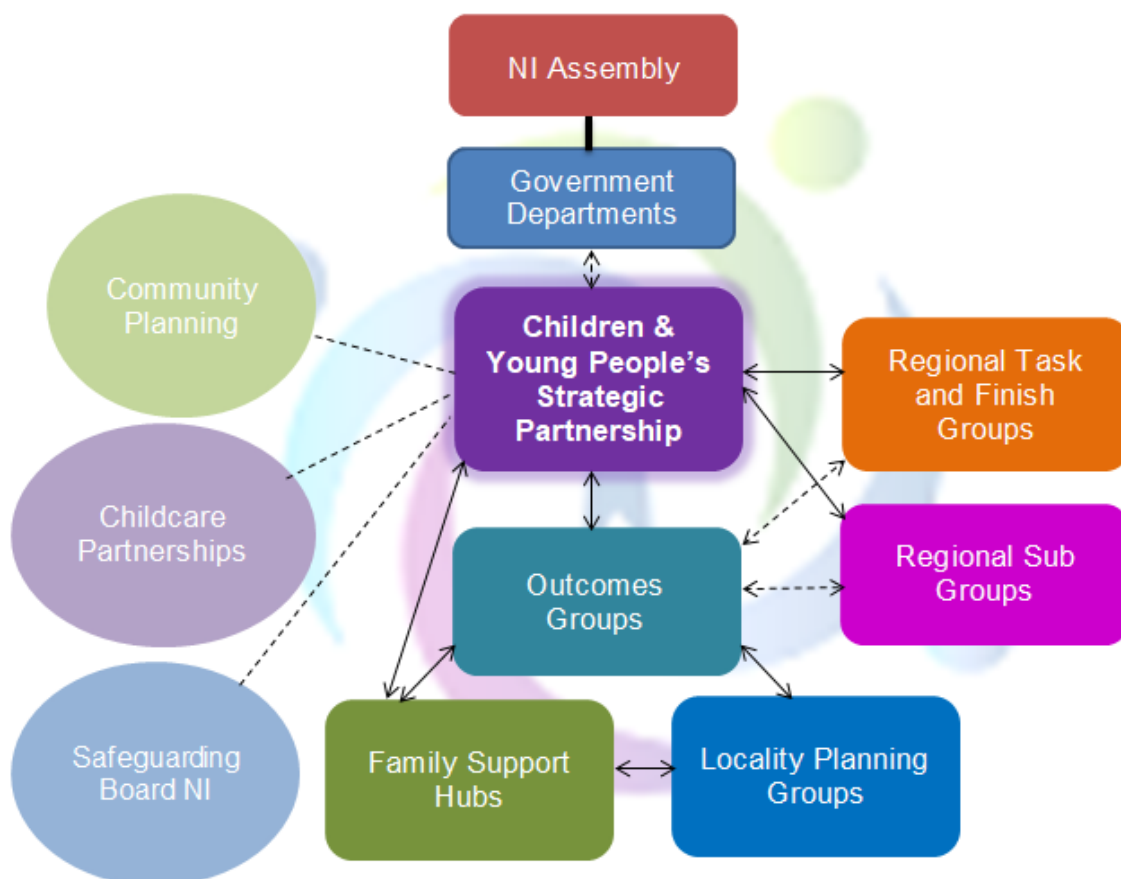 NI Assembly
Government
Departments
Community
Planning
Children &
Young People’s
Strategic
Partnership
Regional Task
and Finish
Groups
Childcare
Partnerships
Outcomes
Groups
Regional Sub
Groups
Safeguarding
Board NI
Family Support
Hubs
Locality Planning
Groups